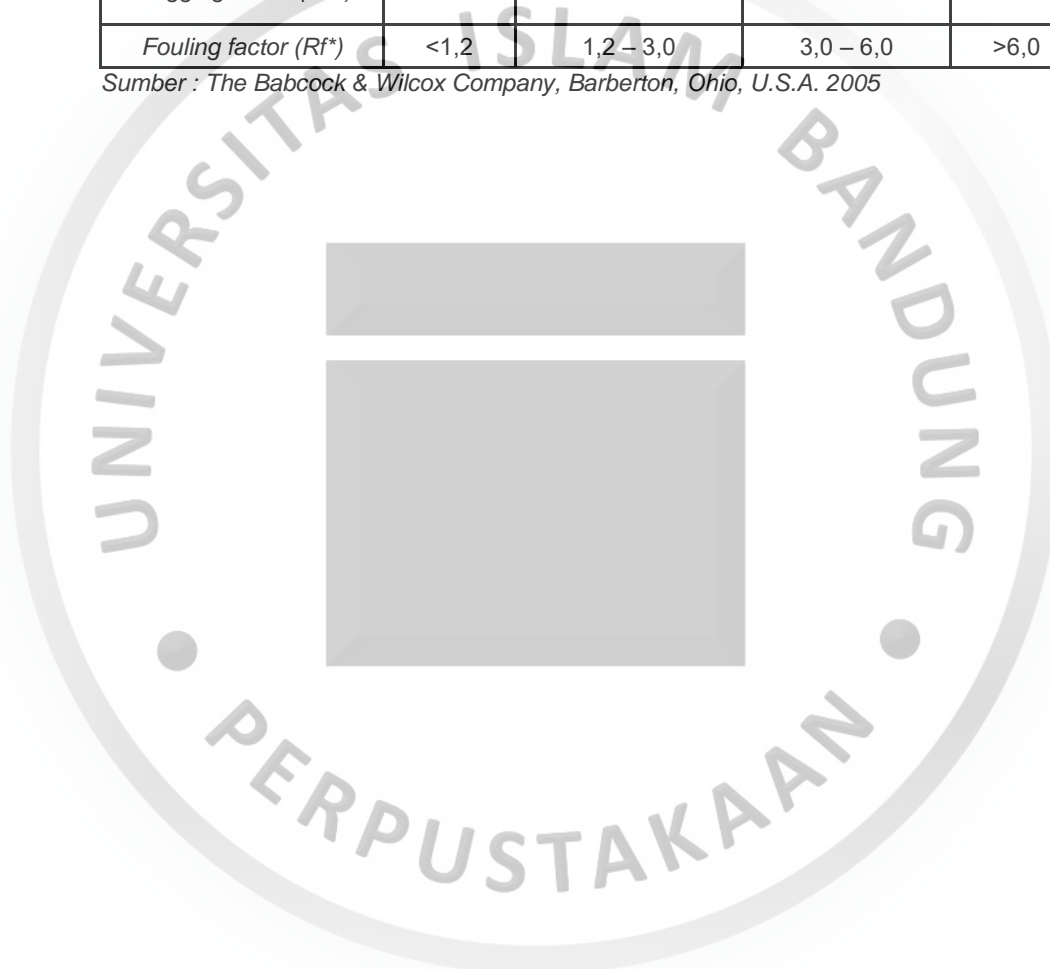 Fouling factor (Rf*) <1,2 1,2 – 3,0 3,0 – 6,0 >6,0
Sumber : The Babcock & Wilcox Company, Barberton, Ohio, U.S.A. 2005
UNIVERSITAS ISLAM BANDUNG
• PERPUSTAKAAN •